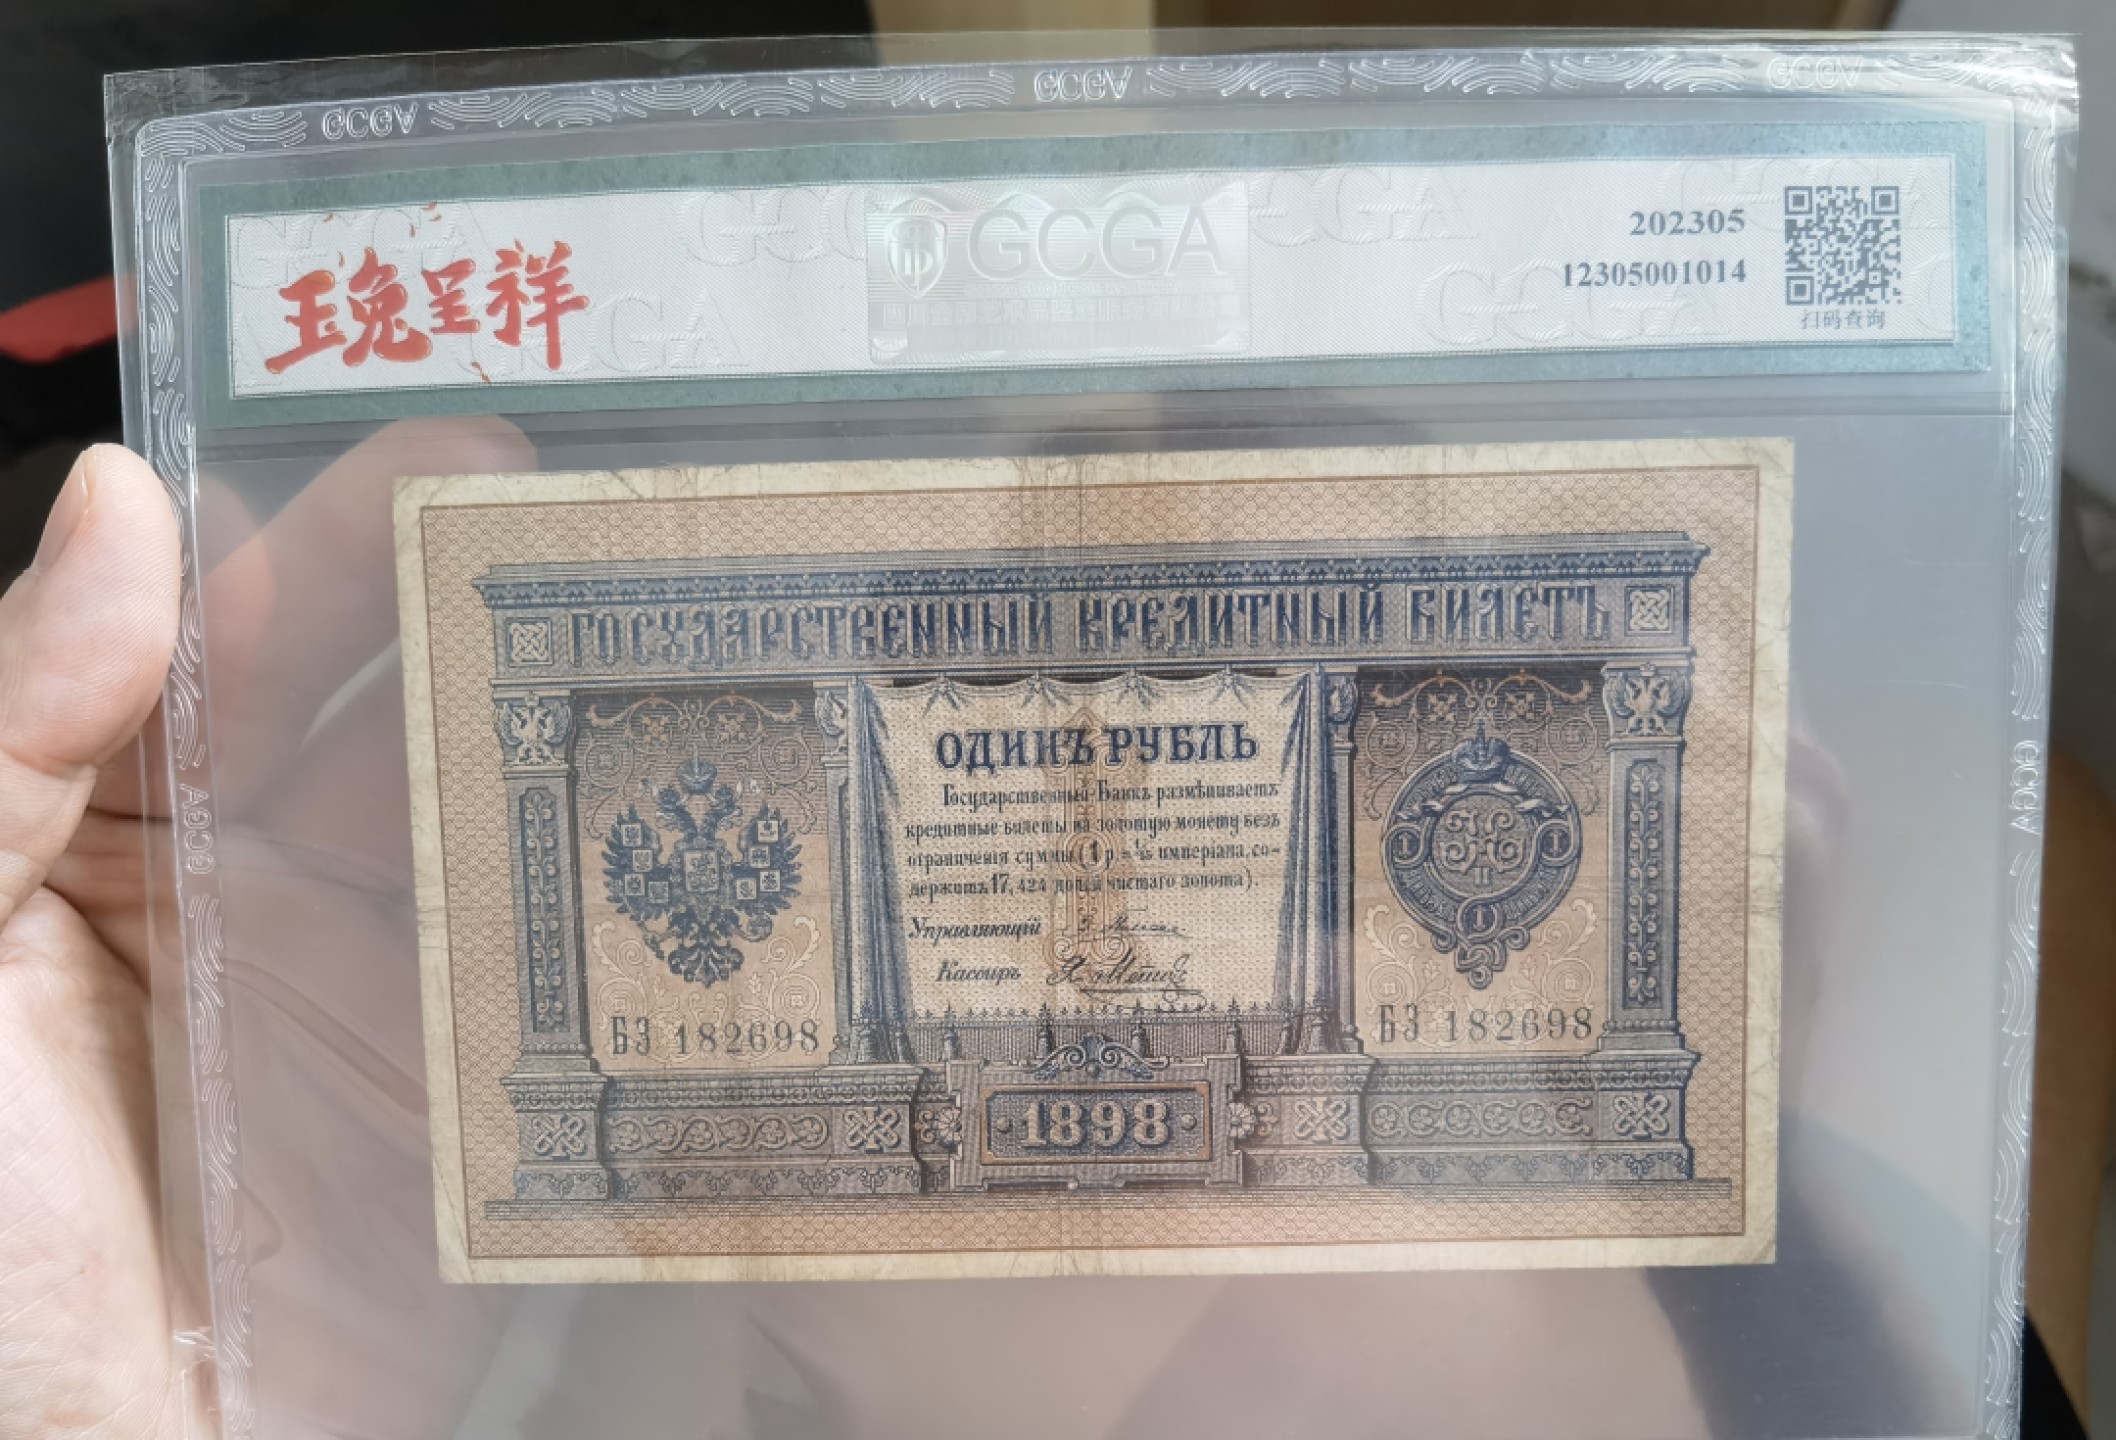 GCGA GCGA GCGA
玉兔呈祥
GCGA
202305
12305001014
扫码查询
ГОСУДАРСТВЕННЫЙ КРЕДИТНЫЙ БИЛЕТЪ
ОДИНЪ РУБЛЬ
Государственный Банкъ размѣниваетъ
кредитные билеты на золотую монету безъ
ограниченія суммы (1 р. = 1/15 имперіала, со-
держитъ 17,424 долей чистаго золота).
Управляющій
Кассиръ
БЗ 182698
БЗ 182698
1898